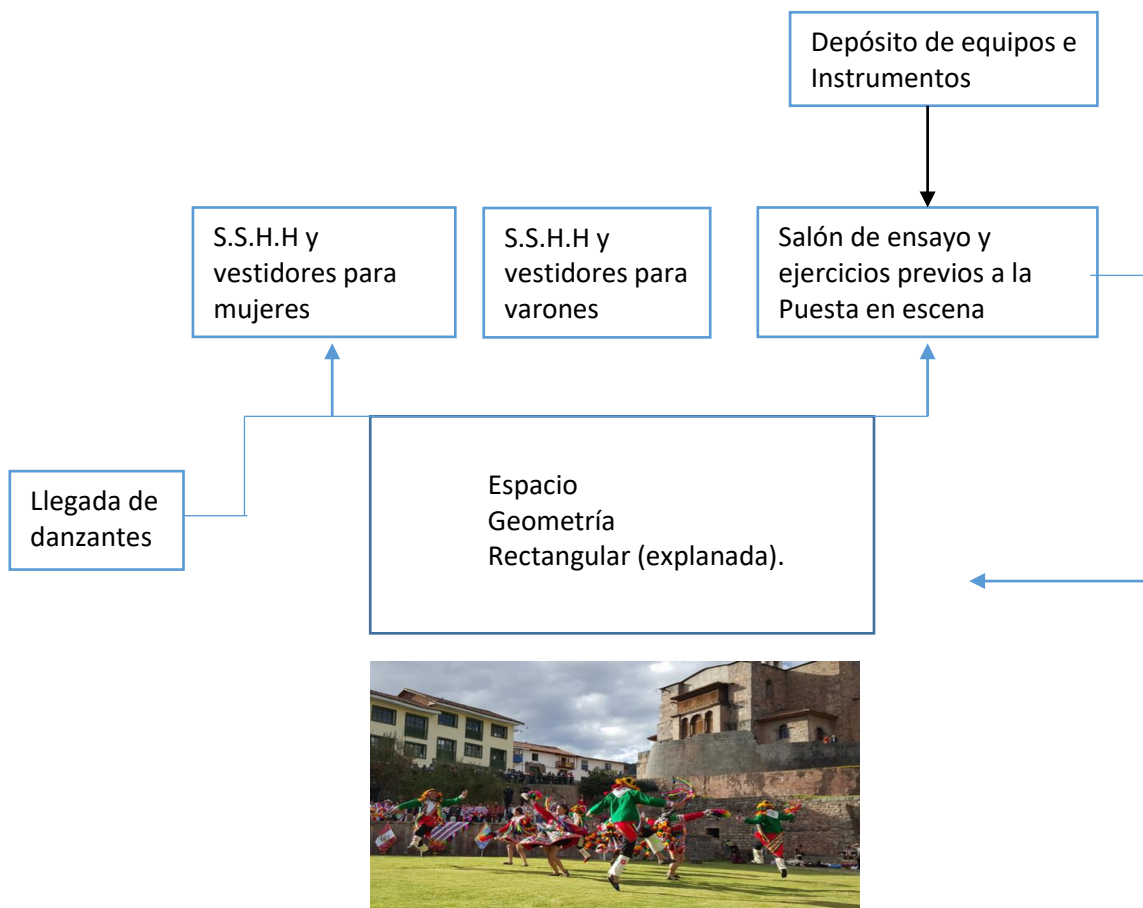 Depósito de equipos e
Instrumentos
S.S.H.H y
vestidores para
mujeres
S.S.H.H y
vestidores para
varones
Salón de ensayo y
ejercicios previos a la
Puesta en escena
Llegada de
danzantes
Espacio
Geometría
Rectangular (explanada).